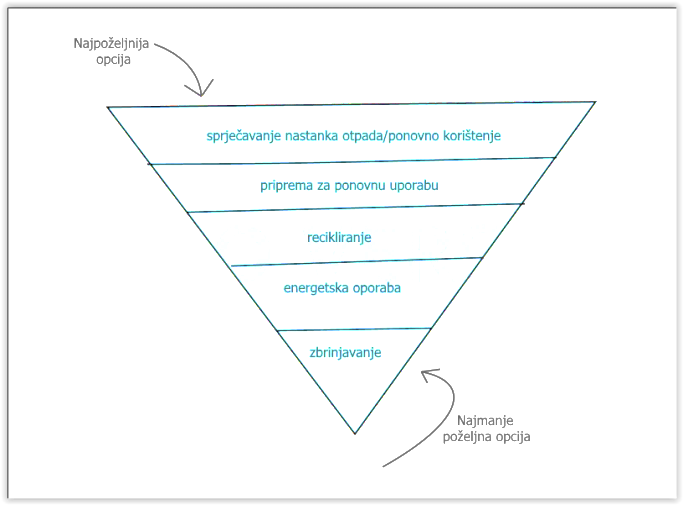 Najpoželjnija
opcija
sprječavanje nastanka otpada/ponovno korištenje
priprema za ponovnu uporabu
recikliranje
energetska oporaba
zbrinjavanje
Najmanje
poželjna opcija